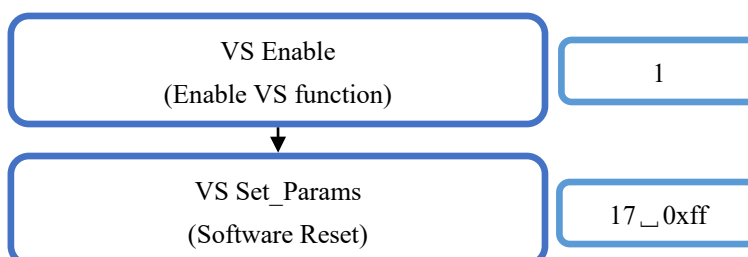 VS Enable
(Enable VS function)
1
VS Set_Params
(Software Reset)
17⎵0xff